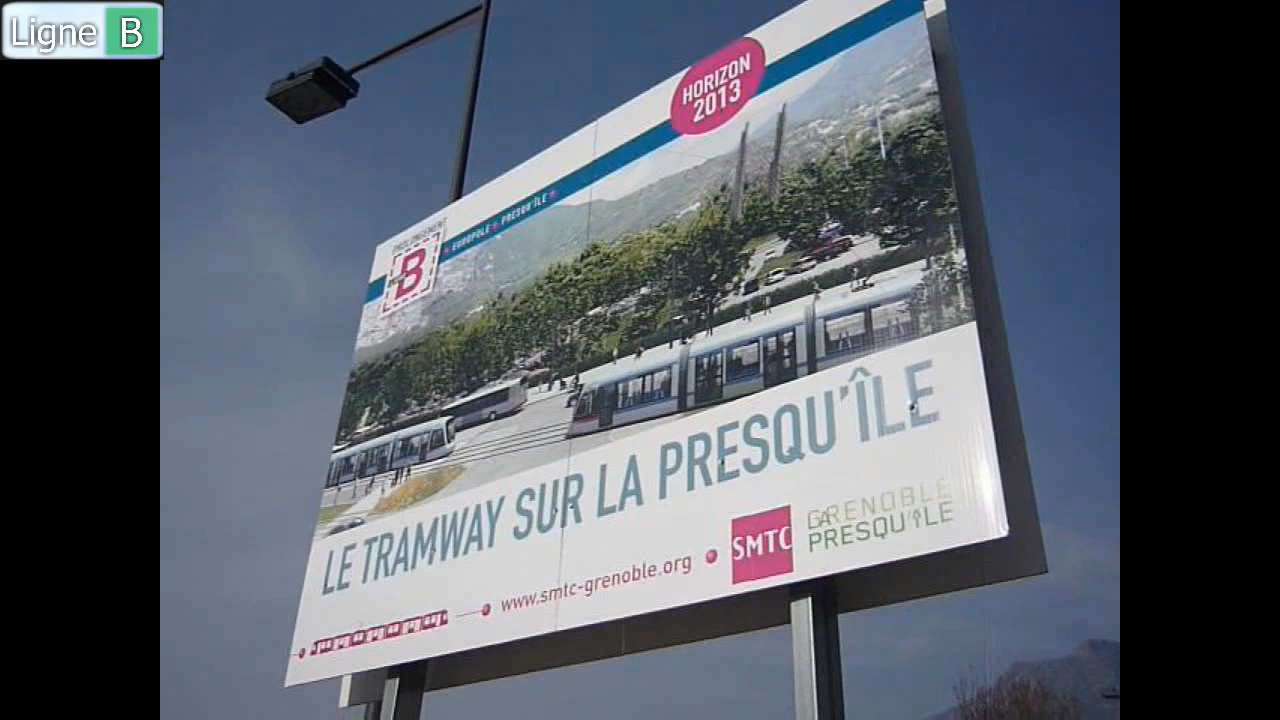 Ligne B
HORIZON
2013
PROLONGEMENT
B
EUROPOLE PRESQU'ÎLE
LE TRAMWAY SUR LA PRESQU'ÎLE
www.smtc-grenoble.org
SMTC
GRENOBLE
PRESQU'ÎLE